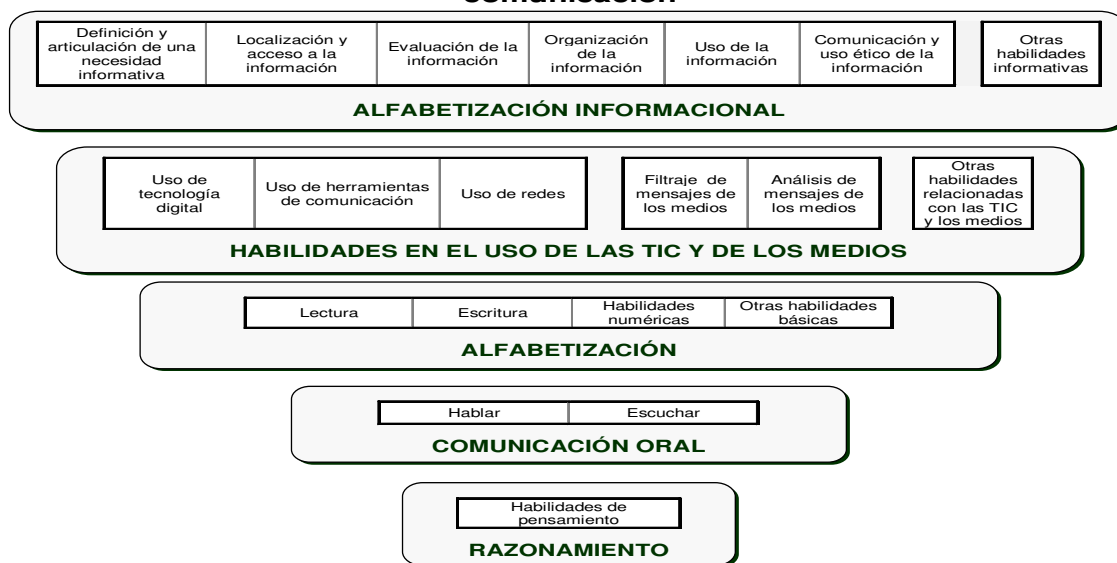 comunicación
Definición y
articulación de una
necesidad
informativa
Localización y
acceso a la
información
Evaluación de la
información
Organización
de la
información
Uso de la
información
Comunicación y
uso ético de la
información
Otras
habilidades
informativas
ALFABETIZACIÓN INFORMACIONAL
Uso de
tecnología
digital
Uso de herramientas
de comunicación
Uso de redes
Filtraje de
mensajes de
los medios
Análisis de
mensajes de
los medios
Otras
habilidades
relacionadas
con las TIC
y los medios
HABILIDADES EN EL USO DE LAS TIC Y DE LOS MEDIOS
Lectura
Escritura
Habilidades
numéricas
Otras habilidades
básicas
ALFABETIZACIÓN
Hablar
Escuchar
COMUNICACIÓN ORAL
Habilidades de
pensamiento
RAZONAMIENTO